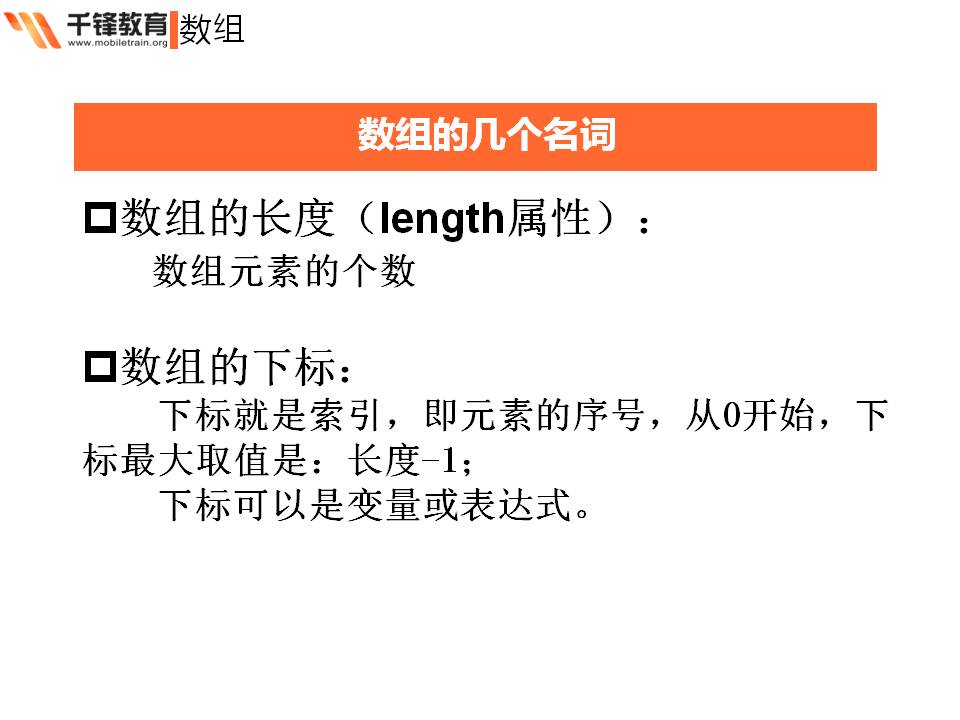 千锋教育 数组
www.mobiletrain.org
数组的几个名词
数组的长度（length属性）：
数组元素的个数
数组的下标：
下标就是索引，即元素的序号，从0开始，下
标最大取值是：长度-1；
下标可以是变量或表达式。